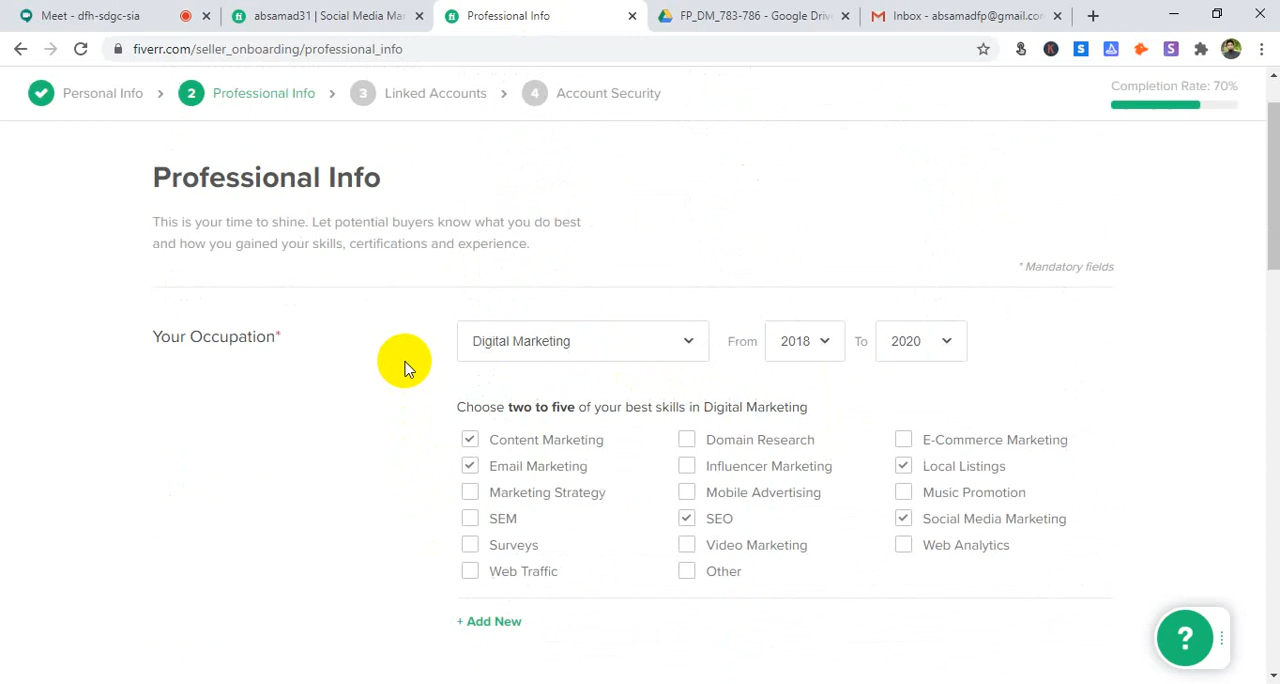 Meet - dfh-sdgc-sia
absamad31 | Social Media Mar
Professional Info
FP_DM_783-786 - Google Drive
Inbox - absamadfp@gmail.com
fiverr.com/seller_onboarding/professional_info
Personal Info
2 Professional Info
3 Linked Accounts
4 Account Security
Completion Rate: 70%
Professional Info
This is your time to shine. Let potential buyers know what you do best
and how you gained your skills, certifications and experience.
* Mandatory fields
Your Occupation*
Digital Marketing From 2018 To 2020
Choose two to five of your best skills in Digital Marketing
Content Marketing Domain Research E-Commerce Marketing
Email Marketing Influencer Marketing Local Listings
Marketing Strategy Mobile Advertising Music Promotion
SEM SEO Social Media Marketing
Surveys Video Marketing Web Analytics
Web Traffic Other
+ Add New
?